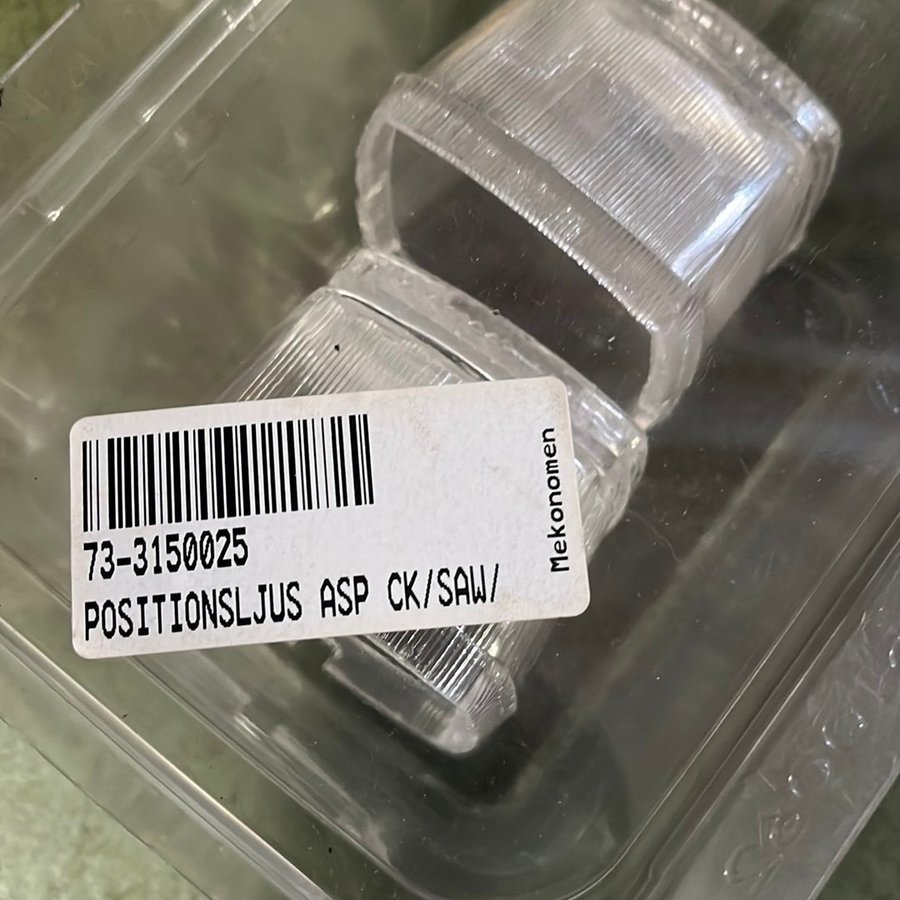 73-3150025
POSITIONSLJUS ASP CK/SAW/
Mekonomen